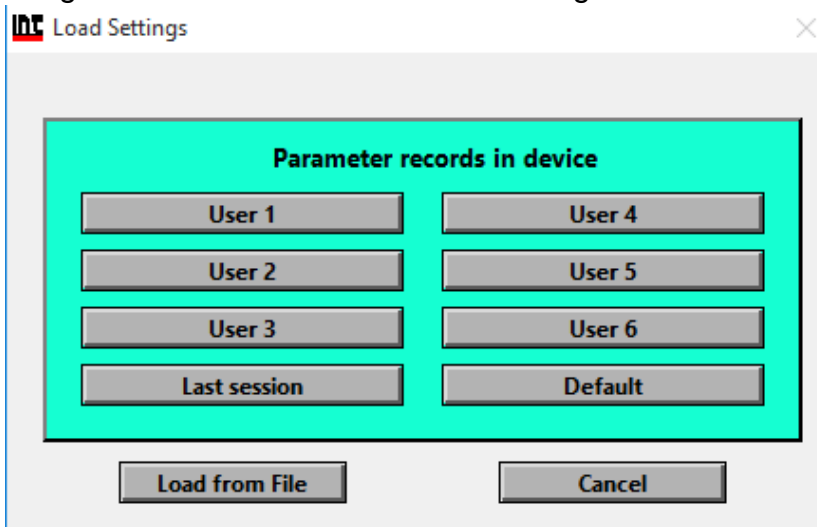 Load Settings
Parameter records in device
User 1
User 4
User 2
User 5
User 3
User 6
Last session
Default
Load from File
Cancel